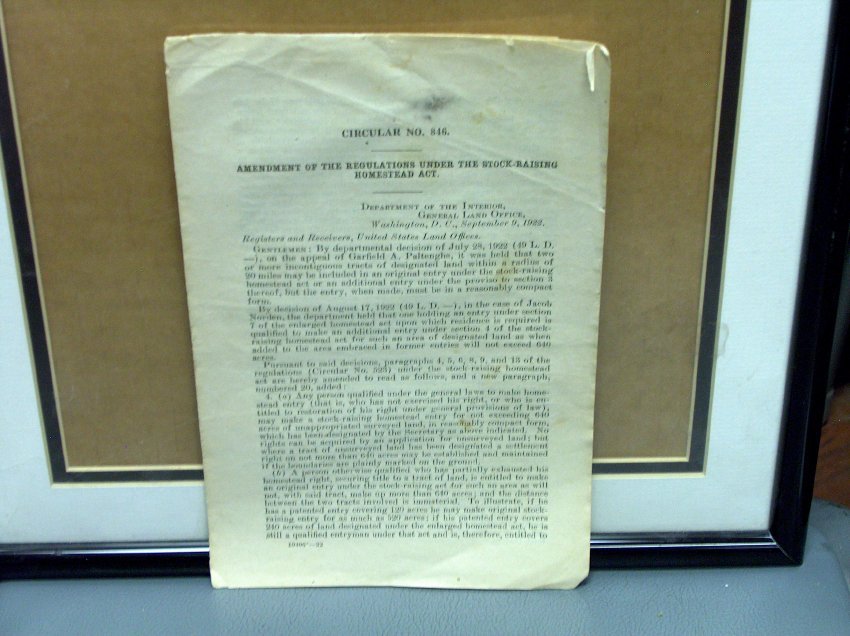 CIRCULAR NO. 846.
AMENDMENT OF THE REGULATIONS UNDER THE STOCK-RAISING
HOMESTEAD ACT.
DEPARTMENT OF THE INTERIOR,
GENERAL LAND OFFICE,
Washington, D. C., September 9, 1922.
Registers and Receivers, United States Land Offices.
GENTLEMEN: By departmental decision of July 28, 1922 (49 L. D.
—), on the appeal of Garfield A. Paltenghe, it was held that two
or more incontiguous tracts of designated land within a radius of
20 miles may be included in an original entry under the stock-raising
homestead act or an additional entry under the proviso to section 3
thereof, but the entry, when made, must be in a reasonably compact
form.
By decision of August 17, 1922 (49 L. D. —), in the case of Jacob
Norden, the department held that one holding an entry under section
7 of the enlarged homestead act upon which residence is required is
qualified to make an additional entry under section 4 of the stock-
raising homestead act for such an area of designated land as when
added to the area embraced in former entries will not exceed 640
acres.
Pursuant to said decisions, paragraphs 4, 5, 6, 8, 9, and 13 of the
regulations (Circular No. 523) under the stock-raising homestead
act are hereby amended to read as follows, and a new paragraph,
numbered 20, added:
4. (a) Any person qualified under the general laws to make home-
stead entry (that is, who has not exercised his right, or who is en-
titled to restoration of his right under general provisions of law),
may make a stock-raising homestead entry for not exceeding 640
acres of unappropriated surveyed land, in reasonably compact form,
which has been designated by the Secretary as above indicated. No
rights can be acquired by an application for unsurveyed land; but
where a tract of unsurveyed land has been designated a settlement
right on not more than 640 acres may be established and maintained
if the boundaries are plainly marked on the ground.
(b) A person otherwise qualified who has partially exhausted his
homestead right, securing title to a tract of land, is entitled to make
an original entry under the stock-raising act for such an area as will
not, with said tract, make up more than 640 acres; and the distance
between the two tracts involved is immaterial. To illustrate, if he
has a patented entry covering 120 acres he may make original stock-
raising entry for as much as 520 acres; if his patented entry covers
240 acres of land designated under the enlarged homestead act, he is
still a qualified entryman under that act and is, therefore, entitled to